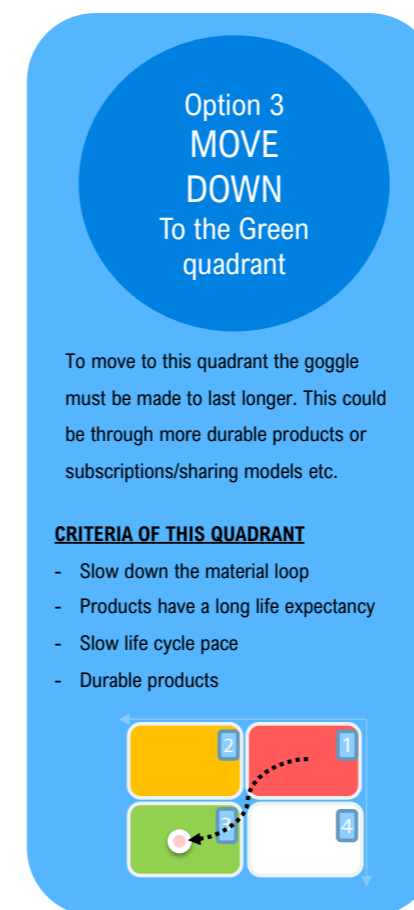 Option 3
MOVE
DOWN
To the Green
quadrant
To move to this quadrant the goggle
must be made to last longer. This could
be through more durable products or
subscriptions/sharing models etc.
CRITERIA OF THIS QUADRANT
- Slow down the material loop
- Products have a long life expectancy
- Slow life cycle pace
- Durable products
2 1
3 4